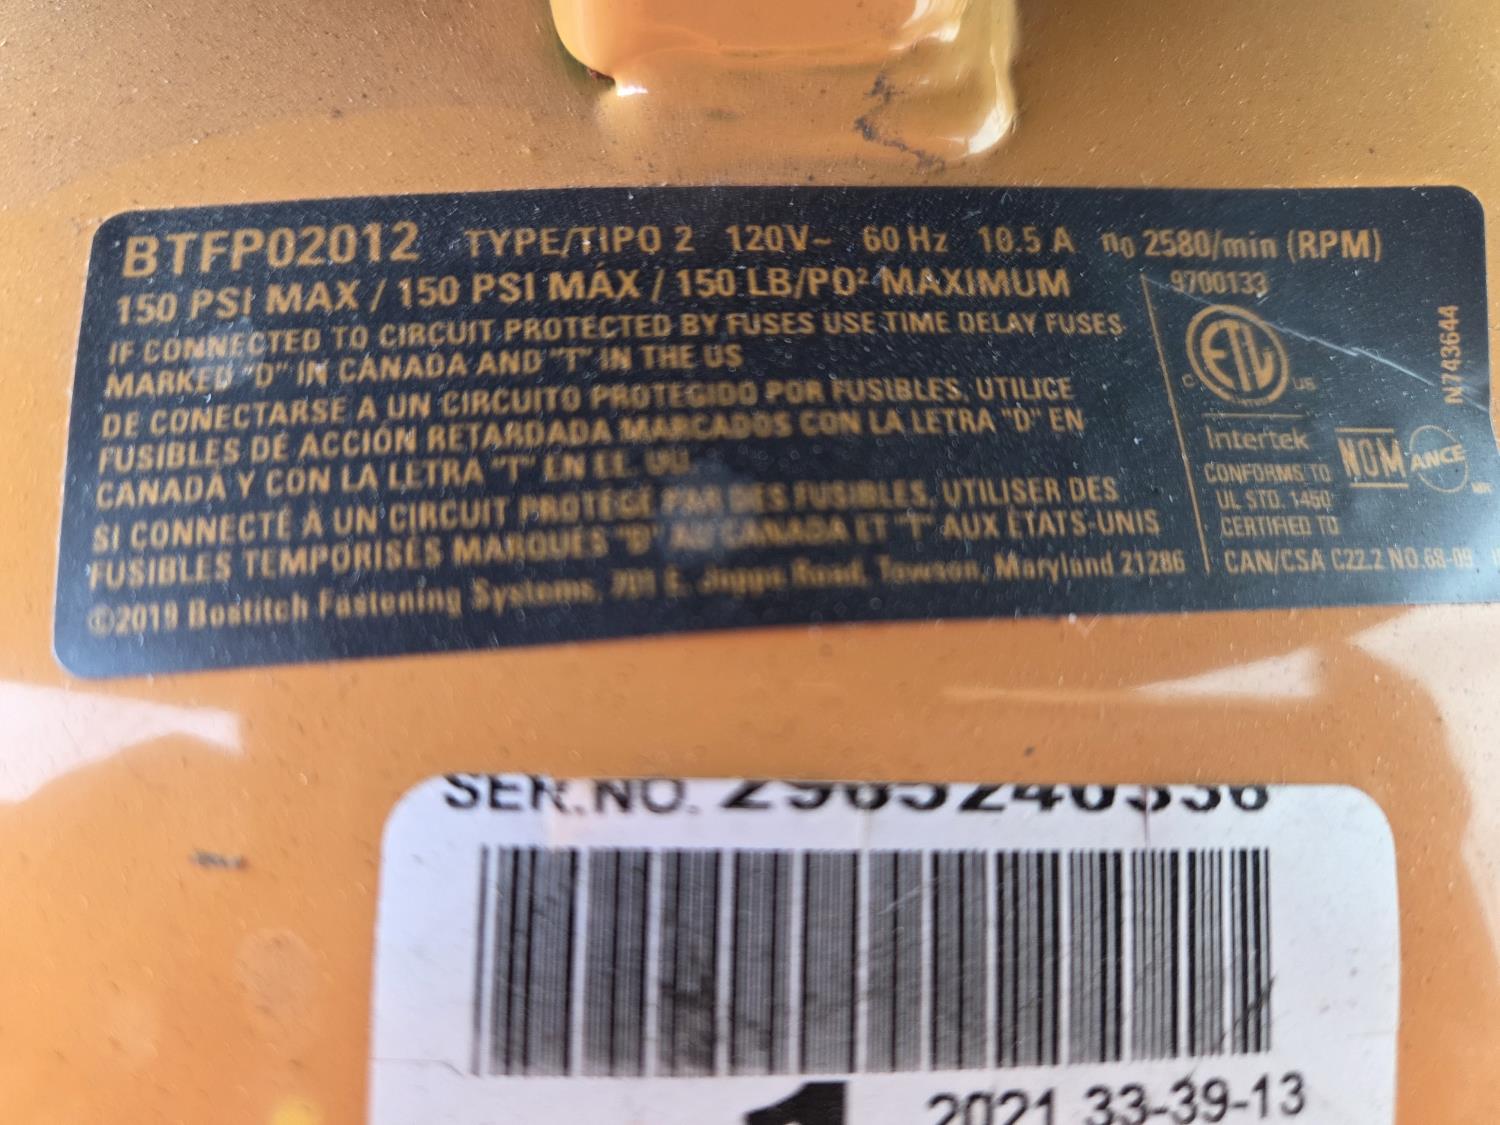 BTFP02012 TYPE/TIPO 2 120V~ 60 Hz 10.5 A n₀ 2580/min (RPM)
150 PSI MAX / 150 PSI MÁX / 150 LB/PO² MAXIMUM
IF CONNECTED TO CIRCUIT PROTECTED BY FUSES USE TIME DELAY FUSES
MARKED "D" IN CANADA AND "T" IN THE US
DE CONECTARSE A UN CIRCUITO PROTEGIDO POR FUSIBLES, UTILICE
FUSIBLES DE ACCIÓN RETARDADA MARCADOS CON LA LETRA "D" EN
CANADÁ Y CON LA LETRA "T" EN EE. UU.
SI CONNECTÉ À UN CIRCUIT PROTÉGÉ PAR DES FUSIBLES, UTILISER DES
FUSIBLES TEMPORISÉS MARQUÉS "D" AU CANADA ET "T" AUX ÉTATS-UNIS
©2019 Bostitch Fastening Systems, 701 E. Joppa Road, Towson, Maryland 21286
9700133
C ETL US
Intertek
CONFORMS TO
UL STD. 1450
CERTIFIED TO
CAN/CSA C22.2 NO.68-09
NOM ANCE
N743644
SER.NO.
2021 33-39-13